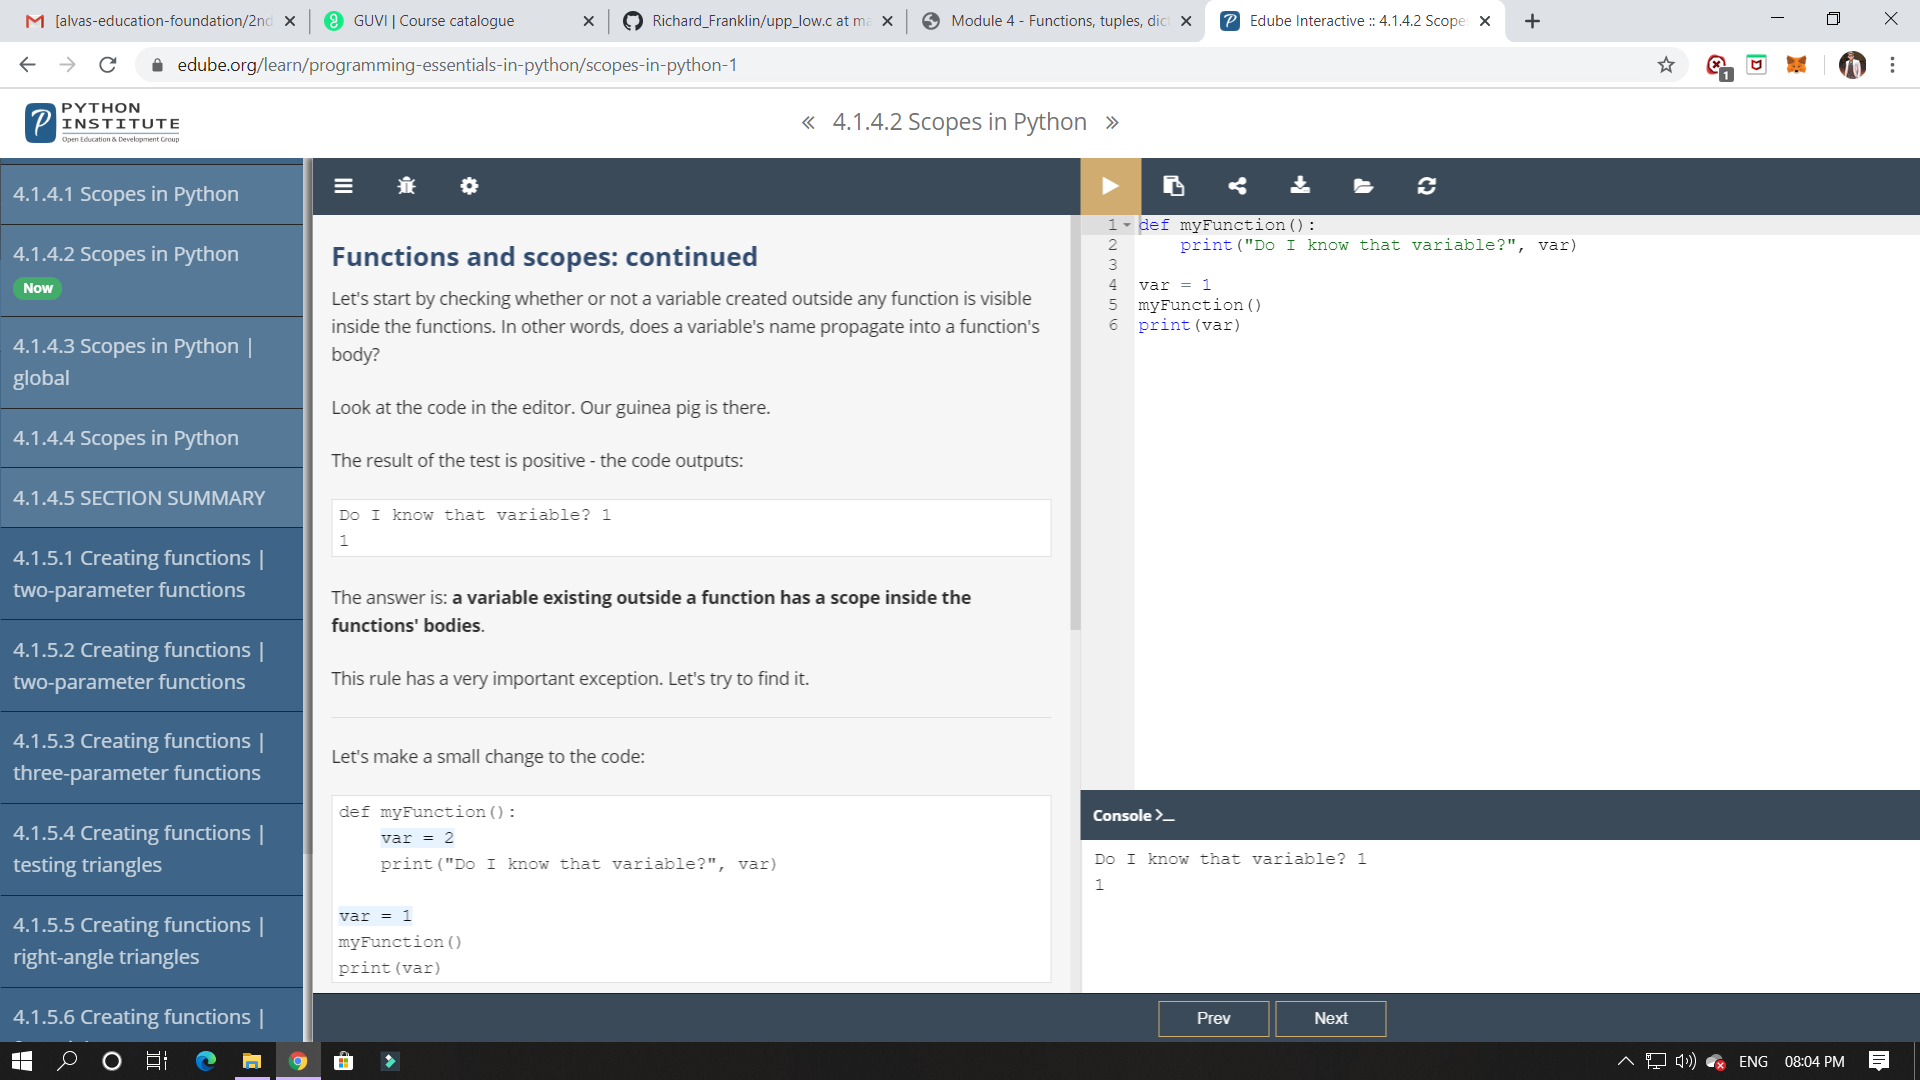 [alvas-education-foundation/2nd
GUVI | Course catalogue
Richard_Franklin/upp_low.c at ma
Module 4 - Functions, tuples, dict
Edube Interactive :: 4.1.4.2 Scope
edube.org/learn/programming-essentials-in-python/scopes-in-python-1
1
PYTHON
INSTITUTE
Open Education & Development Group
« 4.1.4.2 Scopes in Python »
4.1.4.1 Scopes in Python
4.1.4.2 Scopes in Python
Now
4.1.4.3 Scopes in Python |
global
4.1.4.4 Scopes in Python
4.1.4.5 SECTION SUMMARY
4.1.5.1 Creating functions |
two-parameter functions
4.1.5.2 Creating functions |
two-parameter functions
4.1.5.3 Creating functions |
three-parameter functions
4.1.5.4 Creating functions |
testing triangles
4.1.5.5 Creating functions |
right-angle triangles
4.1.5.6 Creating functions |
Functions and scopes: continued
Let's start by checking whether or not a variable created outside any function is visible
inside the functions. In other words, does a variable's name propagate into a function's
body?
Look at the code in the editor. Our guinea pig is there.
The result of the test is positive - the code outputs:
Do I know that variable? 1
1
The answer is: a variable existing outside a function has a scope inside the
functions' bodies.
This rule has a very important exception. Let's try to find it.
Let's make a small change to the code:
def myFunction():
    var = 2
    print("Do I know that variable?", var)
var = 1
myFunction()
print(var)
1 def myFunction():
2     print("Do I know that variable?", var)
3
4 var = 1
5 myFunction()
6 print(var)
Console >_
Do I know that variable? 1
1
Prev
Next
ENG
08:04 PM